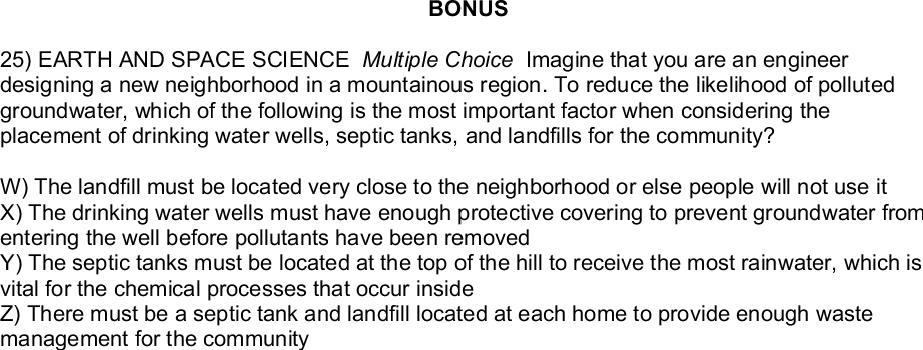 BONUS
25) EARTH AND SPACE SCIENCE Multiple Choice Imagine that you are an engineer
designing a new neighborhood in a mountainous region. To reduce the likelihood of polluted
groundwater, which of the following is the most important factor when considering the
placement of drinking water wells, septic tanks, and landfills for the community?
W) The landfill must be located very close to the neighborhood or else people will not use it
X) The drinking water wells must have enough protective covering to prevent groundwater from
entering the well before pollutants have been removed
Y) The septic tanks must be located at the top of the hill to receive the most rainwater, which is
vital for the chemical processes that occur inside
Z) There must be a septic tank and landfill located at each home to provide enough waste
management for the community